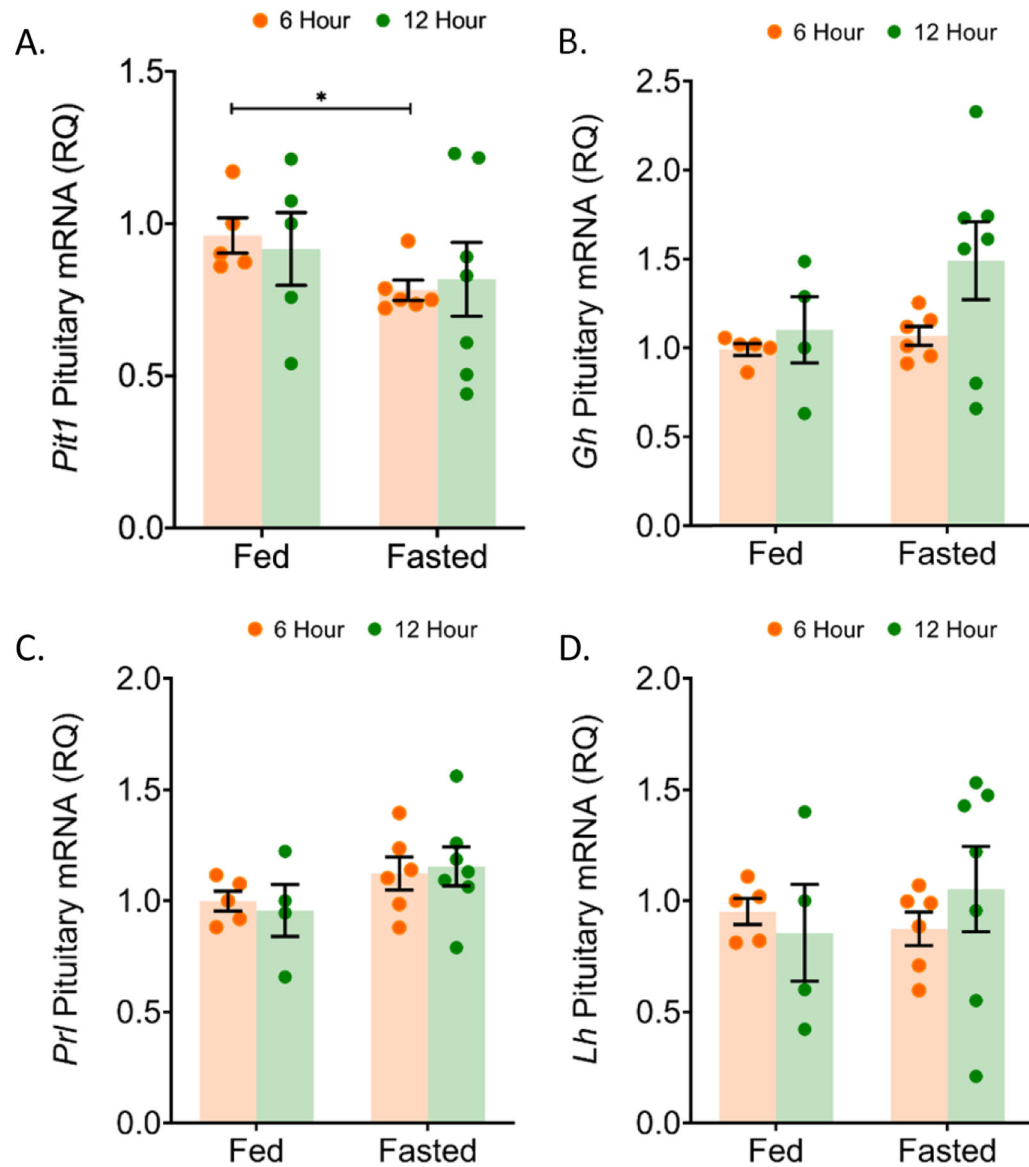 A.
6 Hour 12 Hour
Pit1 Pituitary mRNA (RQ)
1.5
1.0
0.5
0.0
*
Fed Fasted
B.
6 Hour 12 Hour
Gh Pituitary mRNA (RQ)
2.5
2.0
1.5
1.0
0.5
0.0
Fed Fasted
C.
6 Hour 12 Hour
Prl Pituitary mRNA (RQ)
2.0
1.5
1.0
0.5
0.0
Fed Fasted
D.
6 Hour 12 Hour
Lh Pituitary mRNA (RQ)
2.0
1.5
1.0
0.5
0.0
Fed Fasted